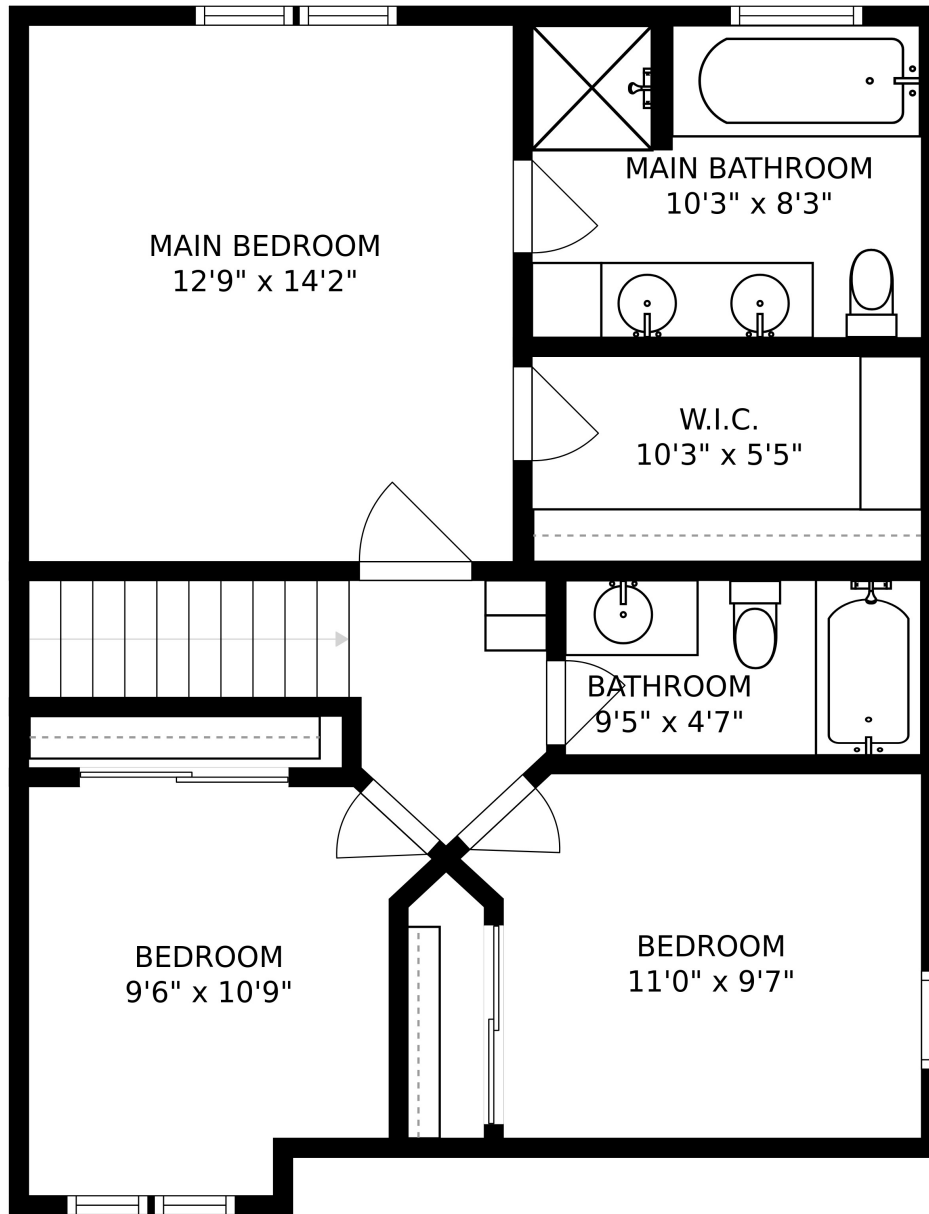 MAIN BATHROOM
10'3" x 8'3"
MAIN BEDROOM
12'9" x 14'2"
W.I.C.
10'3" x 5'5"
BATHROOM
9'5" x 4'7"
BEDROOM
9'6" x 10'9"
BEDROOM
11'0" x 9'7"